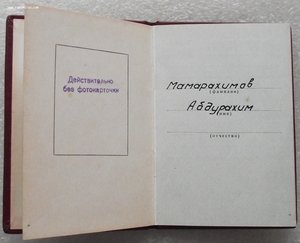 Действительно
без фотокарточки
Мамарахимов
(фамилия)
Абдурахим
(имя)
(отчество)